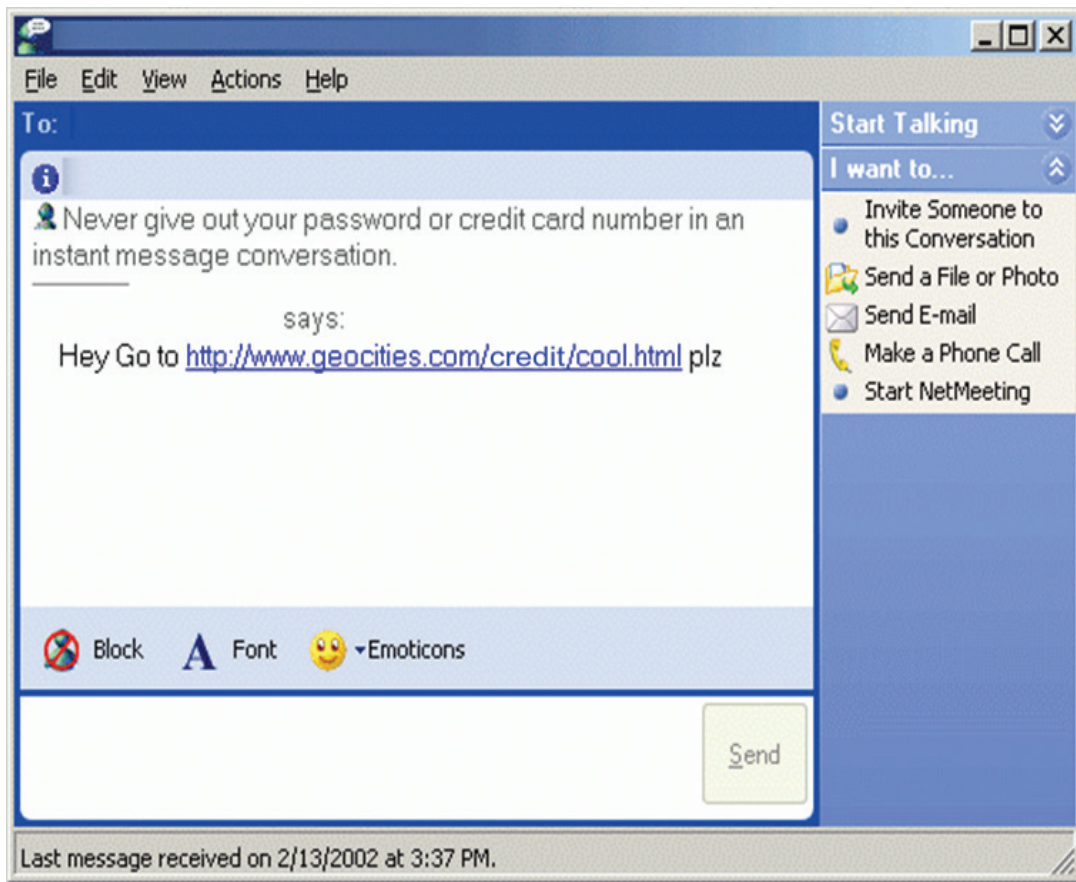 File Edit View Actions Help
To:
Never give out your password or credit card number in an
instant message conversation.
says:
Hey Go to http://www.geocities.com/credit/cool.html plz
Block A Font Emoticons
Send
Last message received on 2/13/2002 at 3:37 PM.
Start Talking
I want to...
Invite Someone to
this Conversation
Send a File or Photo
Send E-mail
Make a Phone Call
Start NetMeeting